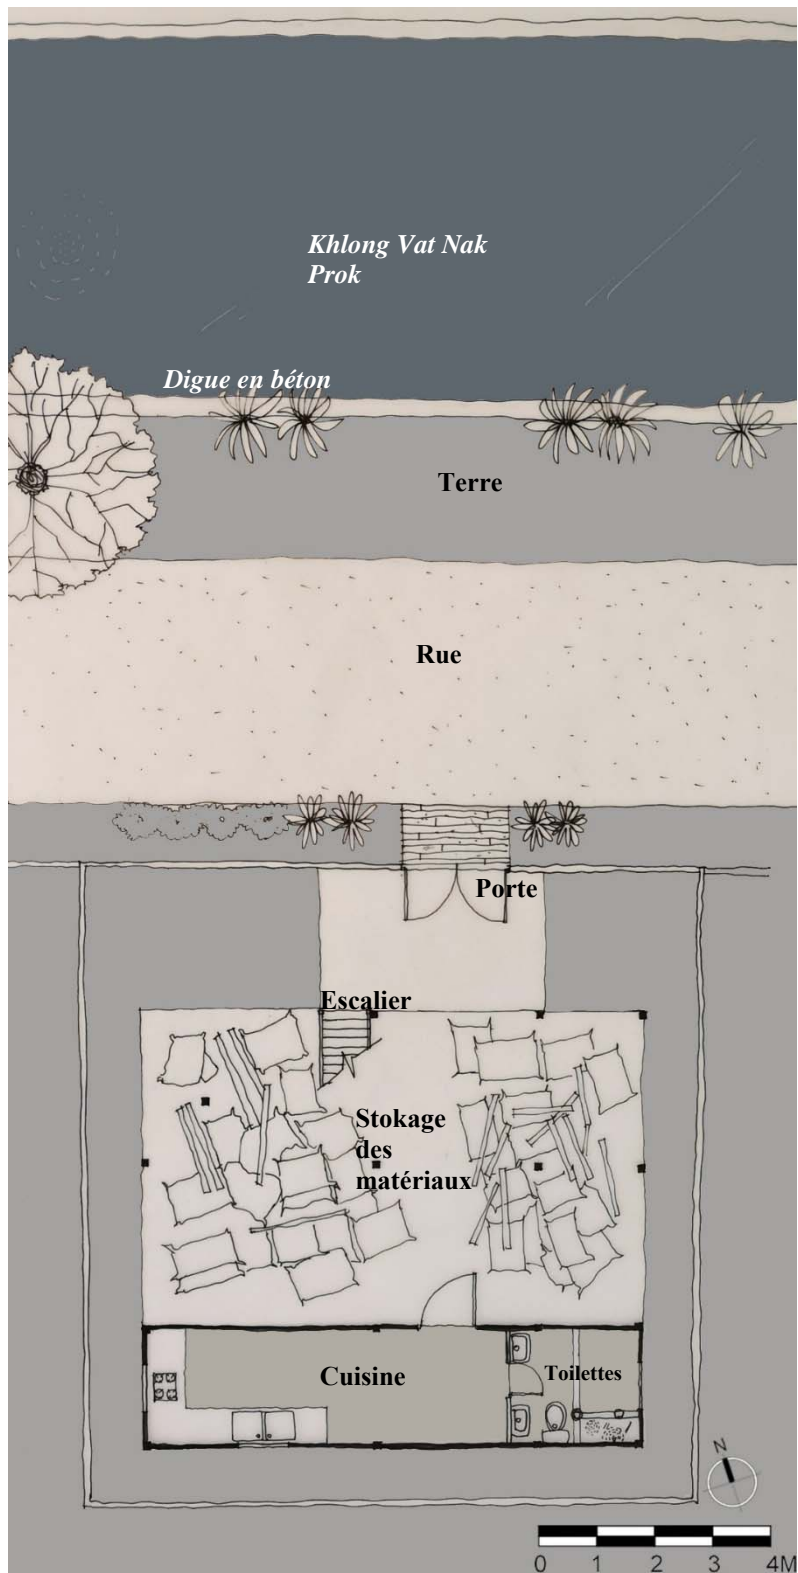 Khlong Vat Nak
Prok
Digue en béton
Terre
Rue
Porte
Escalier
Stokage
des
matériaux
Cuisine
Toilettes
N
0 1 2 3 4M